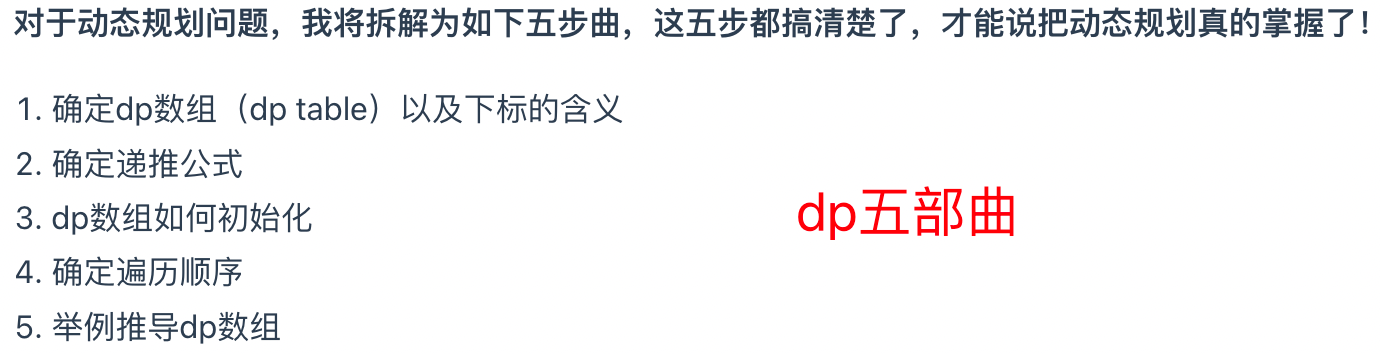 对于动态规划问题，我将拆解为如下五步曲，这五步都搞清楚了，才能说把动态规划真的掌握了！
1. 确定dp数组（dp table）以及下标的含义
2. 确定递推公式
3. dp数组如何初始化
dp五部曲
4. 确定遍历顺序
5. 举例推导dp数组